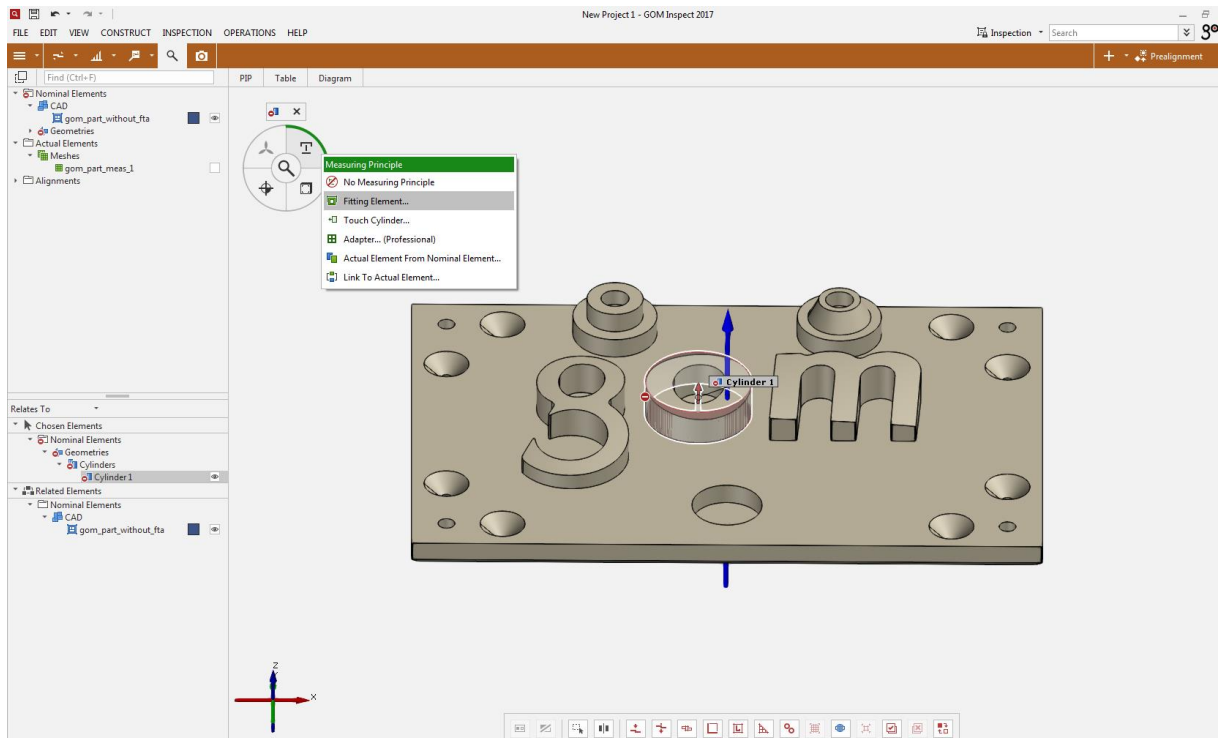 New Project 1 - GOM Inspect 2017
FILE EDIT VIEW CONSTRUCT INSPECTION OPERATIONS HELP
Inspection
Search
Prealignment
Find (Ctrl+F)
PIP Table Diagram
Nominal Elements
CAD
gom_part_without_fta
Geometries
Actual Elements
Meshes
gom_part_meas_1
Alignments
Measuring Principle
No Measuring Principle
Fitting Element...
Touch Cylinder...
Adapter... (Professional)
Actual Element From Nominal Element...
Link To Actual Element...
Cylinder 1
Relates To
Chosen Elements
Nominal Elements
Geometries
Cylinders
Cylinder 1
Related Elements
Nominal Elements
CAD
gom_part_without_fta
Z
X